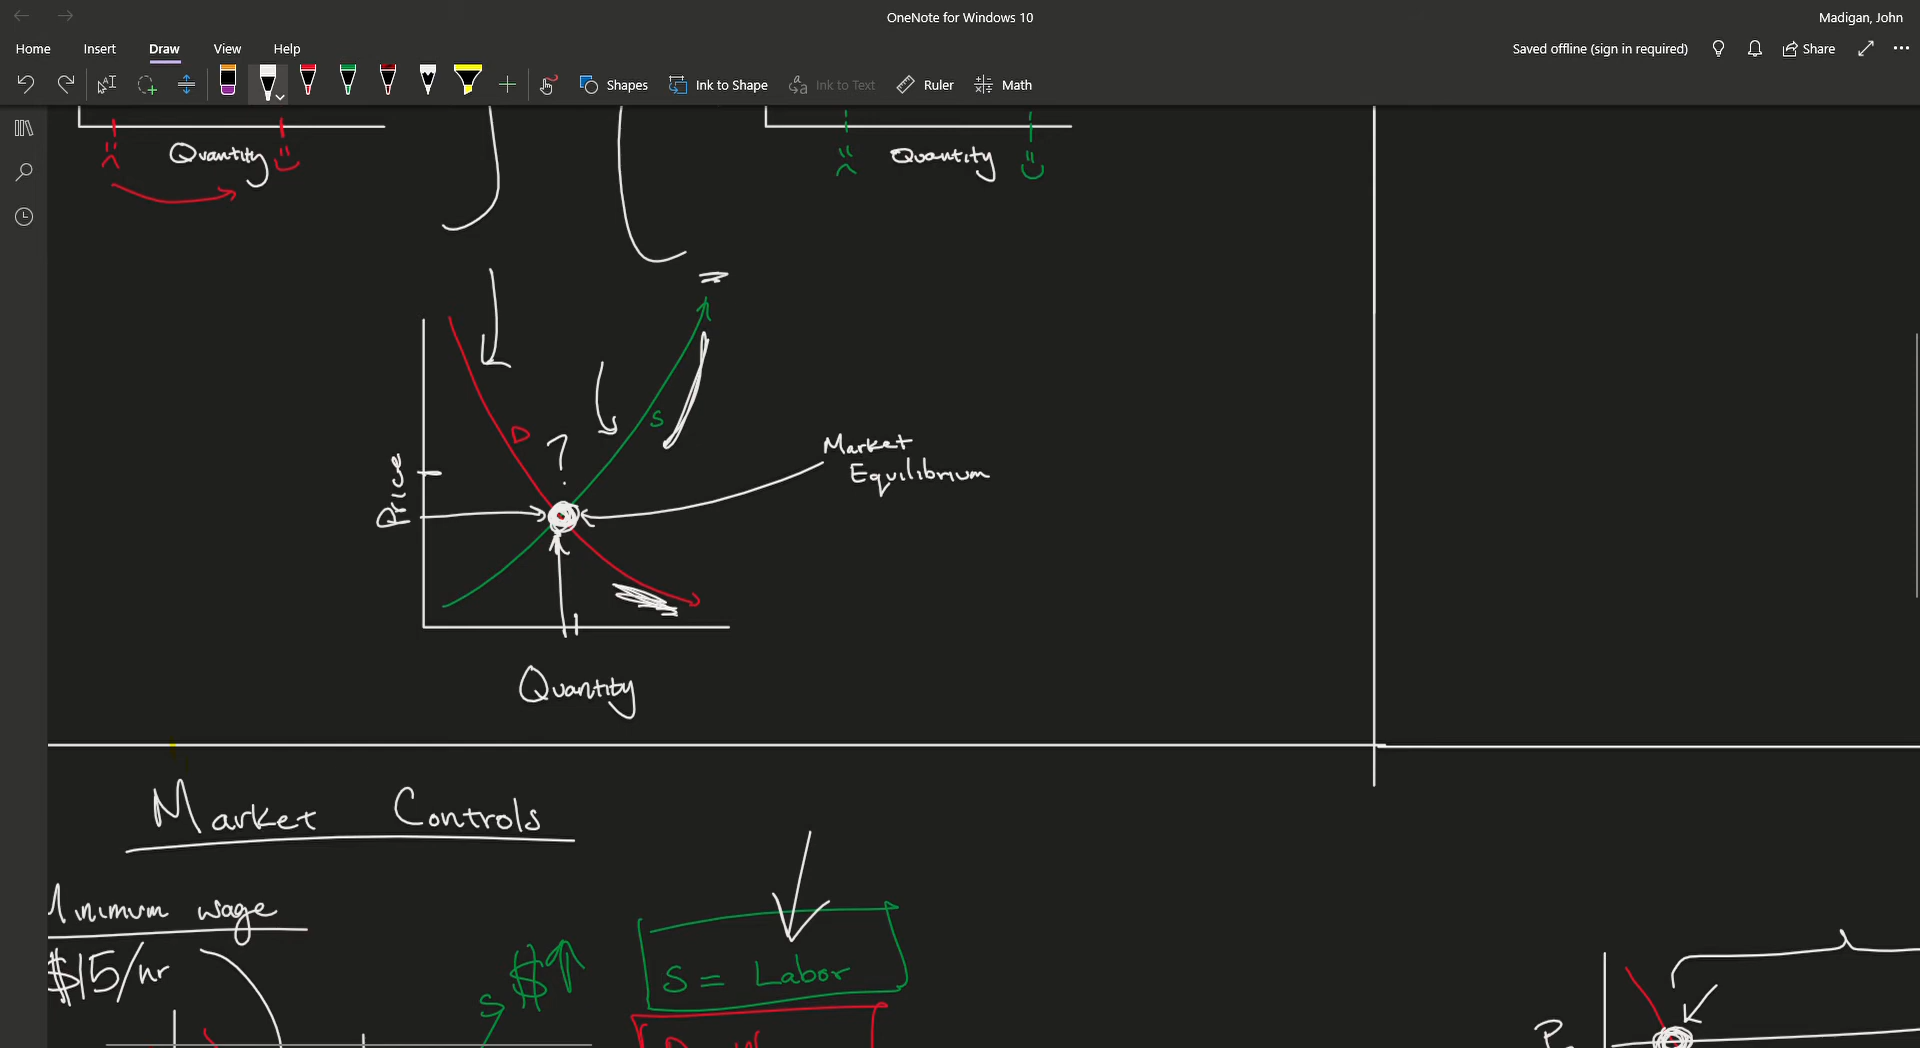 OneNote for Windows 10
Madigan, John
Home Insert Draw View Help
Saved offline (sign in required)
Share
Shapes
Ink to Shape
Ink to Text
Ruler
Math
Quantity
Quantity
D
?
S
Price
Market
Equilibrium
Quantity
Market Controls
Minimum wage
$15/hr
S
$
S = Labor
P